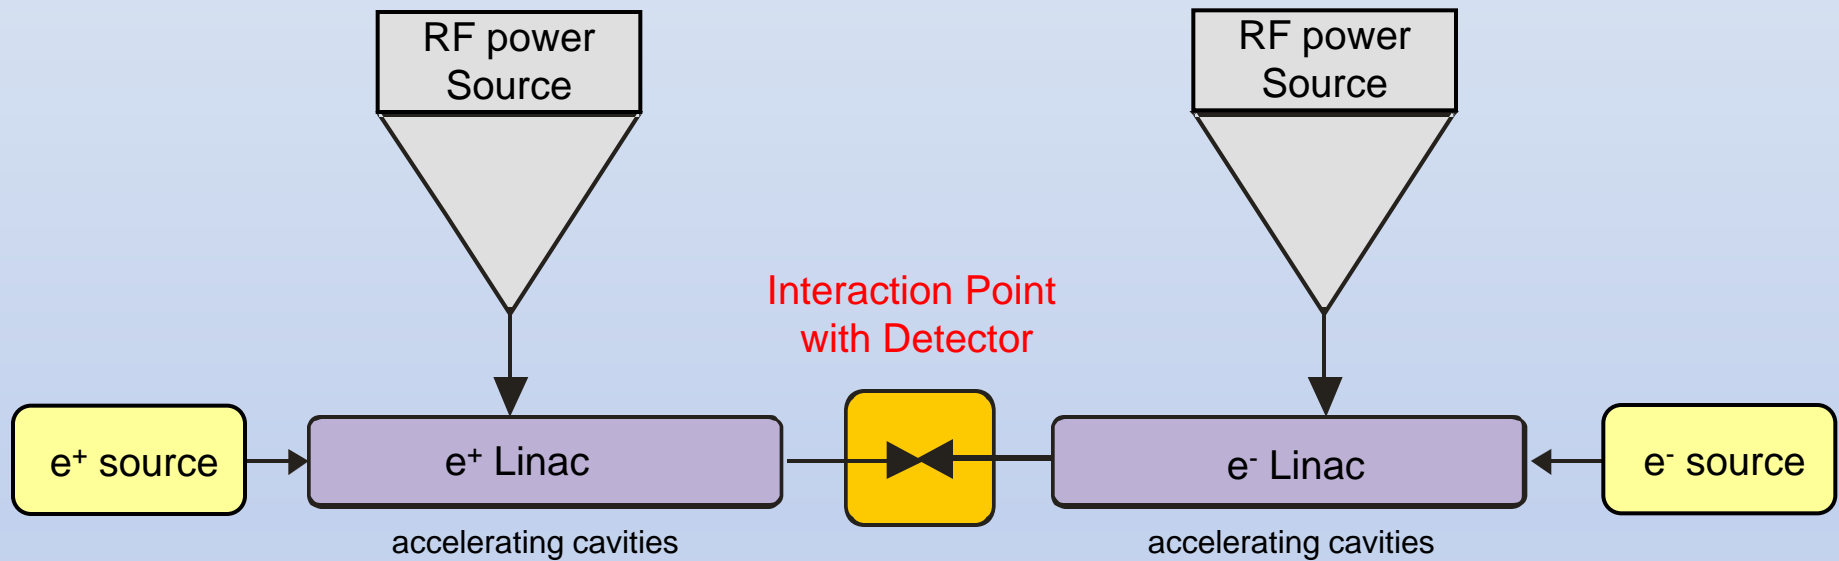 RF power
Source
RF power
Source
Interaction Point
with Detector
e⁺ source
e⁺ Linac
e⁻ Linac
e⁻ source
accelerating cavities
accelerating cavities